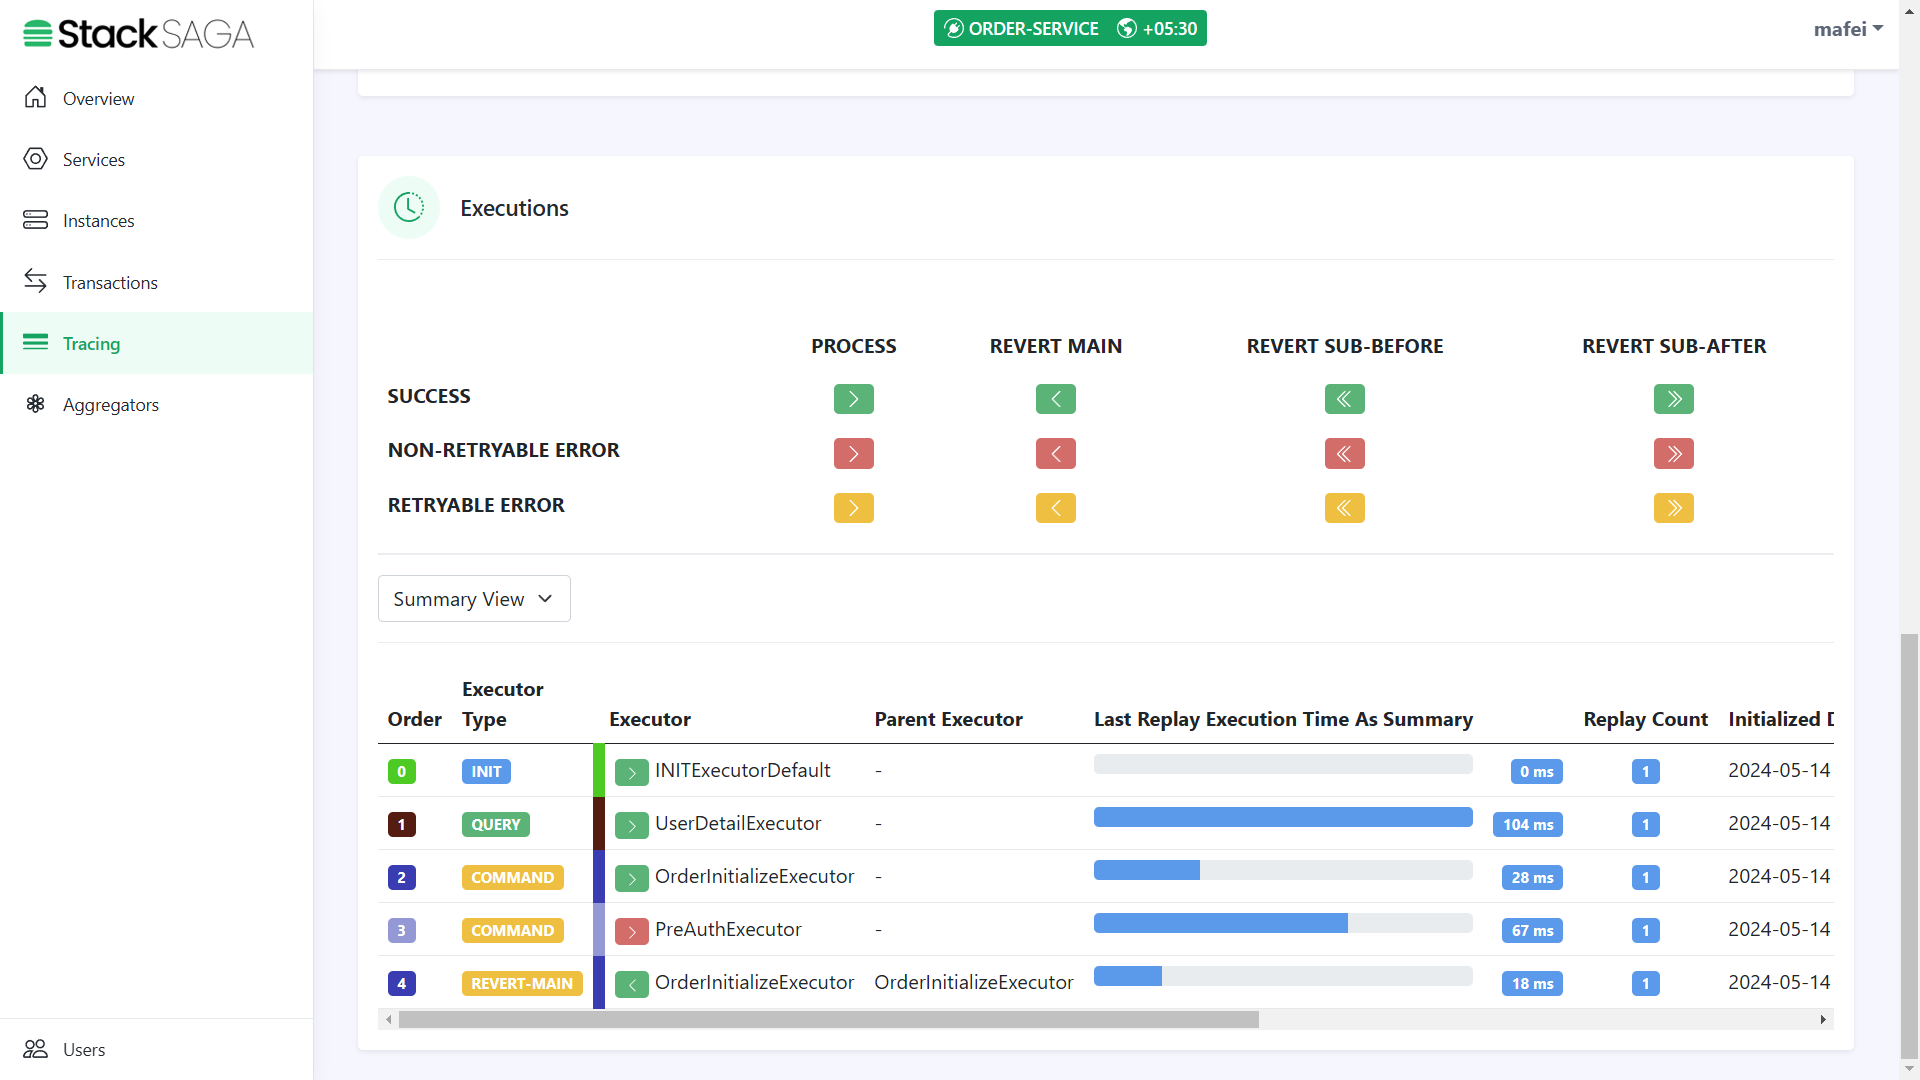 StackSAGA
ORDER-SERVICE +05:30
mafei
Overview
Services
Instances
Transactions
Tracing
Aggregators
Users
Executions
PROCESS REVERT MAIN REVERT SUB-BEFORE REVERT SUB-AFTER
SUCCESS
NON-RETRYABLE ERROR
RETRYABLE ERROR
Summary View
Order Executor Type Executor Parent Executor Last Replay Execution Time As Summary Replay Count Initialized D
0 INIT INITExecutorDefault - 0 ms 1 2024-05-14
1 QUERY UserDetailExecutor - 104 ms 1 2024-05-14
2 COMMAND OrderInitializeExecutor - 28 ms 1 2024-05-14
3 COMMAND PreAuthExecutor - 67 ms 1 2024-05-14
4 REVERT-MAIN OrderInitializeExecutor OrderInitializeExecutor 18 ms 1 2024-05-14